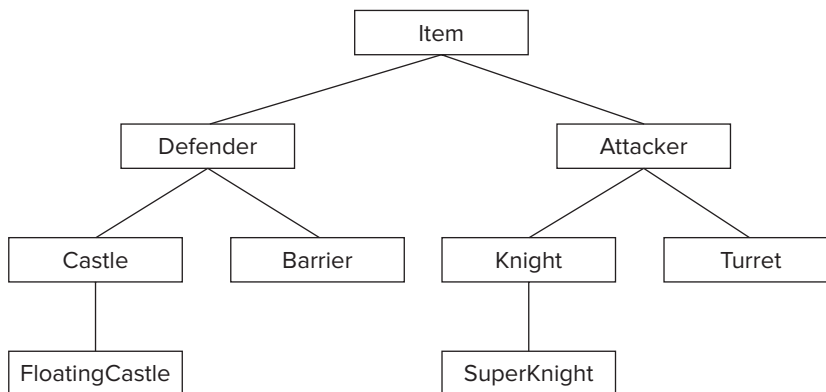 Item
Defender
Attacker
Castle
Barrier
Knight
Turret
FloatingCastle
SuperKnight